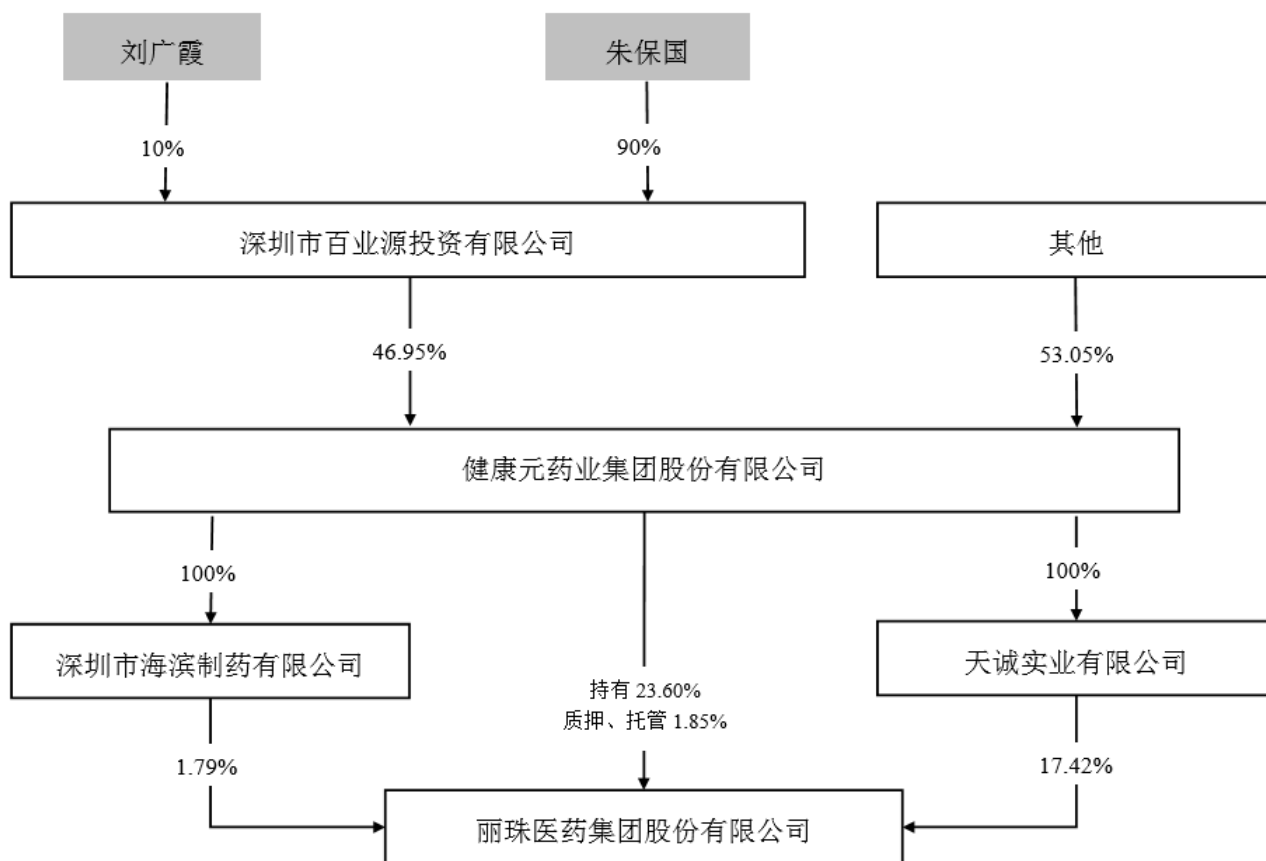 刘广霞
朱保国
10%
90%
深圳市百业源投资有限公司
其他
46.95%
53.05%
健康元药业集团股份有限公司
100%
100%
深圳市海滨制药有限公司
天诚实业有限公司
持有 23.60%
质押、托管 1.85%
1.79%
17.42%
丽珠医药集团股份有限公司